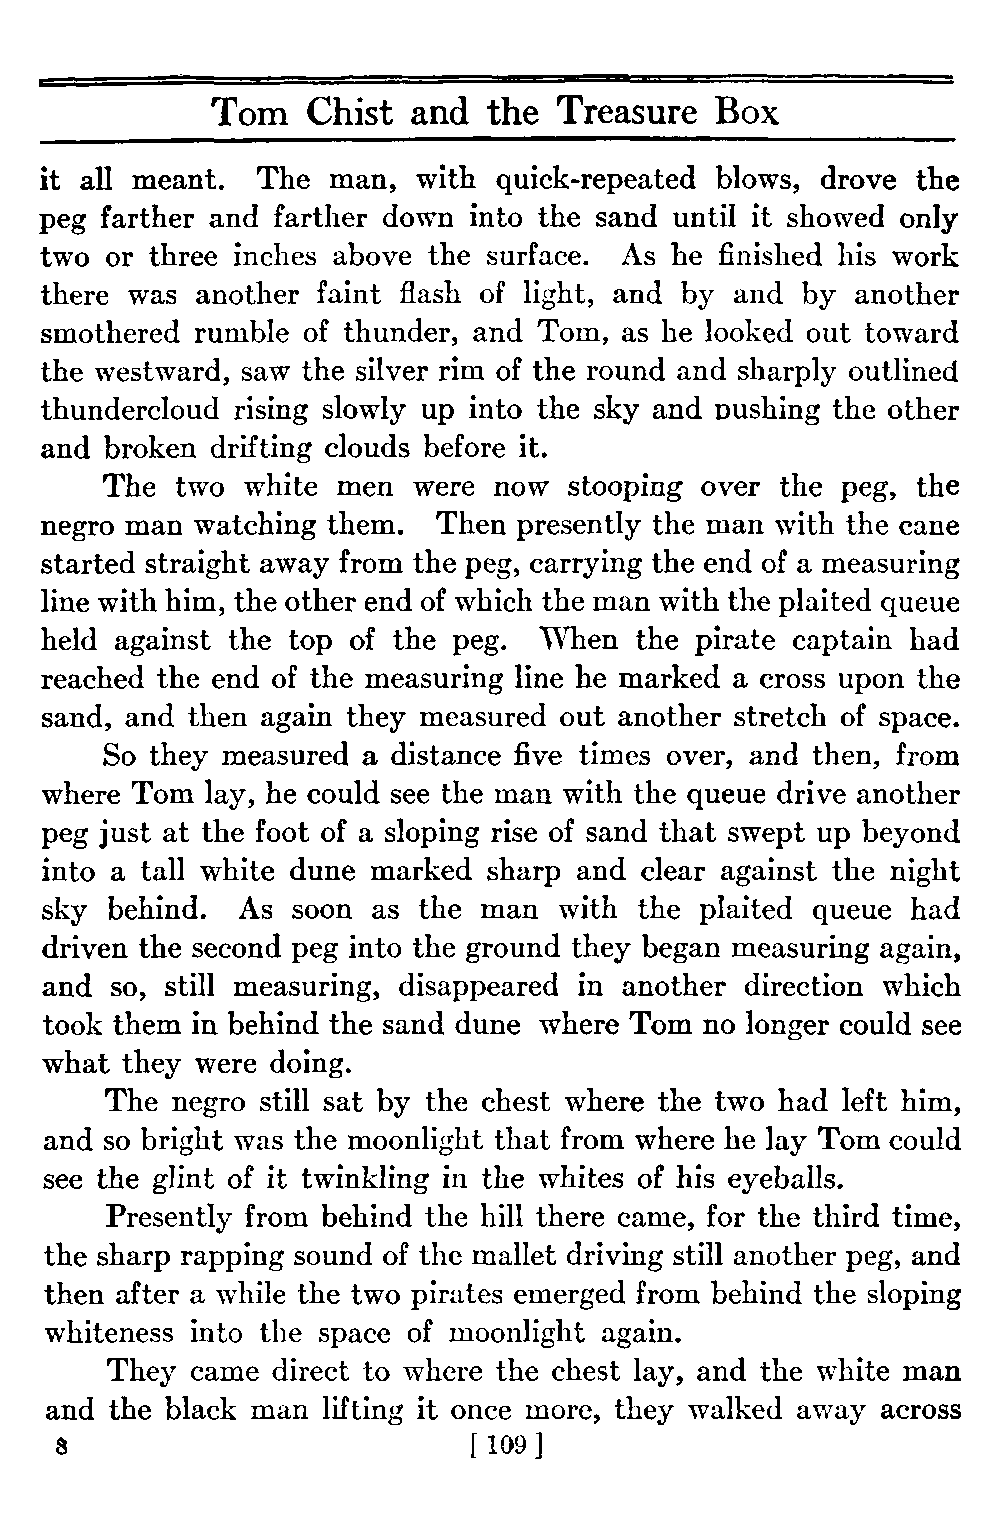 Tom Chist and the Treasure Box
it all meant. The man, with quick-repeated blows, drove the
peg farther and farther down into the sand until it showed only
two or three inches above the surface. As he finished his work
there was another faint flash of light, and by and by another
smothered rumble of thunder, and Tom, as he looked out toward
the westward, saw the silver rim of the round and sharply outlined
thundercloud rising slowly up into the sky and pushing the other
and broken drifting clouds before it.
The two white men were now stooping over the peg, the
negro man watching them. Then presently the man with the cane
started straight away from the peg, carrying the end of a measuring
line with him, the other end of which the man with the plaited queue
held against the top of the peg. When the pirate captain had
reached the end of the measuring line he marked a cross upon the
sand, and then again they measured out another stretch of space.
So they measured a distance five times over, and then, from
where Tom lay, he could see the man with the queue drive another
peg just at the foot of a sloping rise of sand that swept up beyond
into a tall white dune marked sharp and clear against the night
sky behind. As soon as the man with the plaited queue had
driven the second peg into the ground they began measuring again,
and so, still measuring, disappeared in another direction which
took them in behind the sand dune where Tom no longer could see
what they were doing.
The negro still sat by the chest where the two had left him,
and so bright was the moonlight that from where he lay Tom could
see the glint of it twinkling in the whites of his eyeballs.
Presently from behind the hill there came, for the third time,
the sharp rapping sound of the mallet driving still another peg, and
then after a while the two pirates emerged from behind the sloping
whiteness into the space of moonlight again.
They came direct to where the chest lay, and the white man
and the black man lifting it once more, they walked away across
8 [ 109 ]